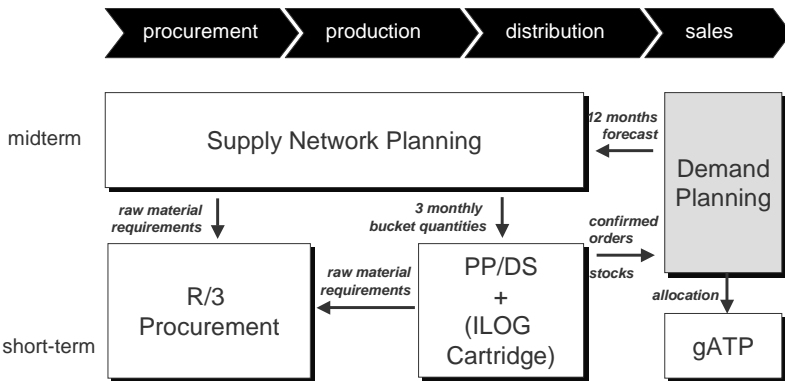 procurement production distribution sales
midterm
Supply Network Planning
12 months
forecast
Demand
Planning
raw material
requirements
3 monthly
bucket quantities
confirmed
orders
stocks
R/3
Procurement
raw material
requirements
PP/DS
+
(ILOG
Cartridge)
allocation
gATP
short-term